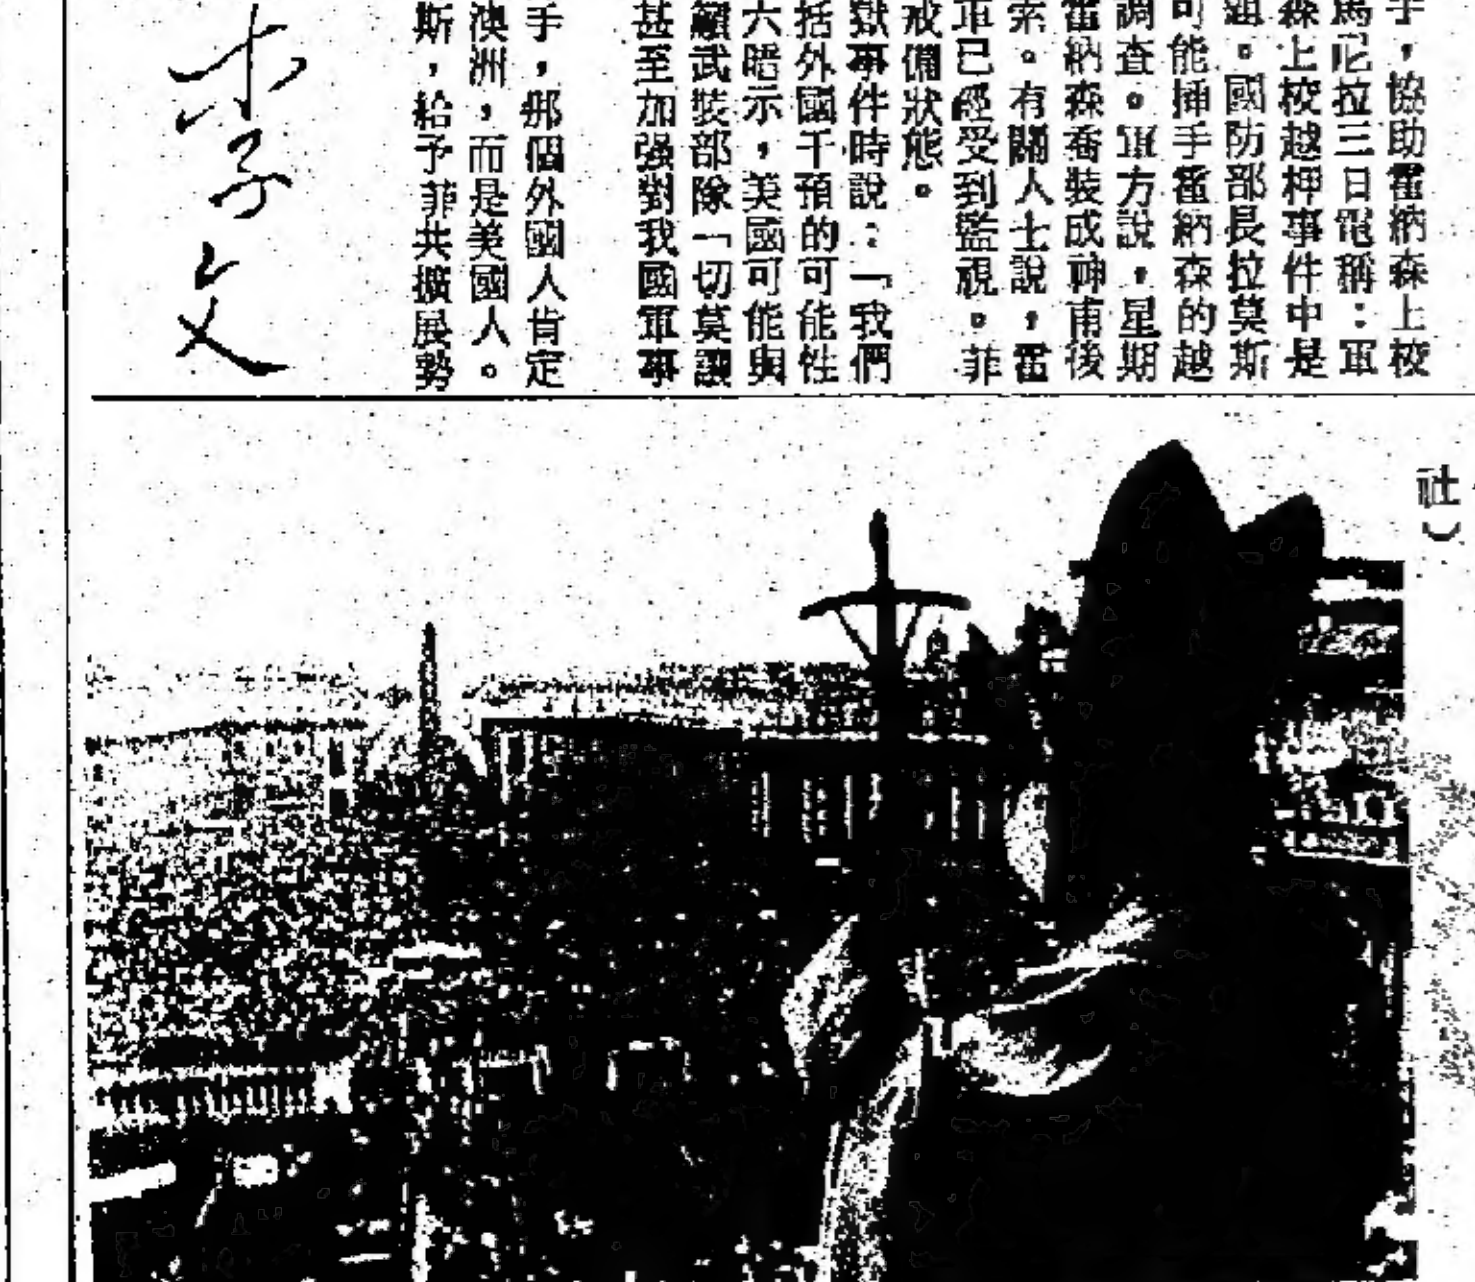 手,協助霍納森上校
馬尼拉三日電稱:軍
森上校越柙事件中是
組。國防部長拉莫斯
可能插手霍納森的越
調查。軍方說,星期
霍納森喬裝成神甫後
索。有關人士說,霍
軍已經受到監視。菲
戒備狀態。
獄事件時說:「我們
括外國干預的可能性
六暗示,美國可能與
籲武裝部隊「切莫讓
甚至加强對我國軍事
手,那個外國人肯定
澳洲,而是美國人。
斯,給予菲共擴展勢
社)